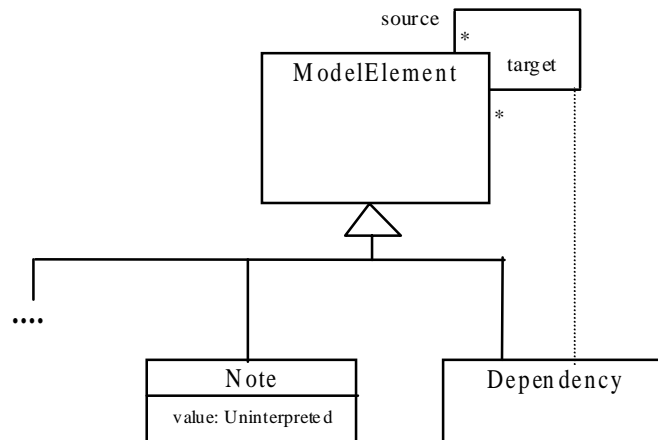 source
*
ModelElement
target
*
....
Note
Dependency
value: Uninterpreted